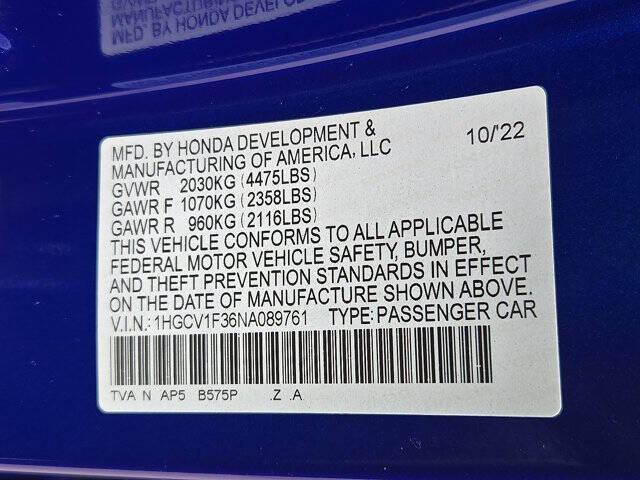 MFD. BY HONDA DEVELOPMENT & 10/'22
MANUFACTURING OF AMERICA, LLC
GVWR 2030KG (4475LBS)
GAWR F 1070KG (2358LBS)
GAWR R 960KG (2116LBS)
THIS VEHICLE CONFORMS TO ALL APPLICABLE
FEDERAL MOTOR VEHICLE SAFETY, BUMPER,
AND THEFT PREVENTION STANDARDS IN EFFECT
ON THE DATE OF MANUFACTURE SHOWN ABOVE.
V.I.N.: 1HGCV1F36NA089761 TYPE: PASSENGER CAR
TVA N AP5 B575P .Z .A